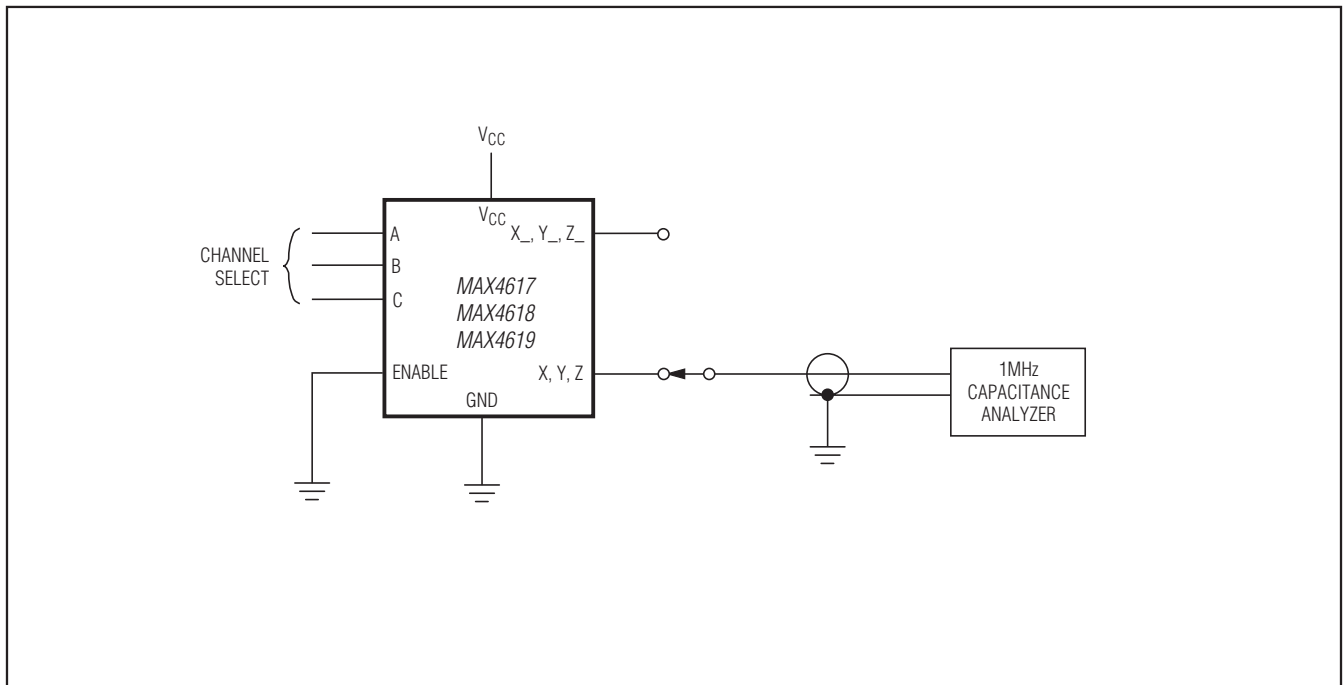 VCC
VCC
A
X_, Y_, Z_
CHANNEL
SELECT
B
C
MAX4617
MAX4618
MAX4619
ENABLE
X, Y, Z
GND
1MHz
CAPACITANCE
ANALYZER